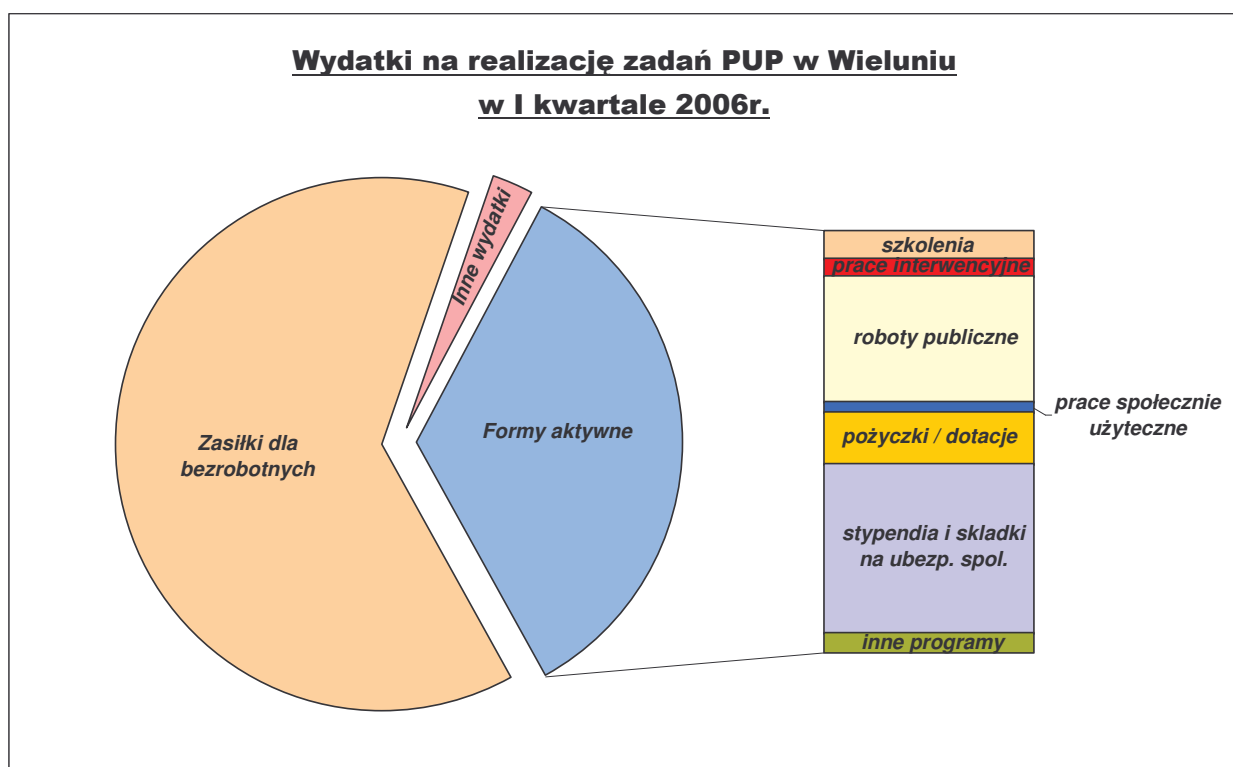 Wydatki na realizację zadań PUP w Wieluniu
w I kwartale 2006r.
Inne wydatki
Zasiłki dla
bezrobotnych
Formy aktywne
szkolenia
prace interwencyjne
roboty publiczne
prace społecznie
użyteczne
pożyczki / dotacje
stypendia i skladki
na ubezp. spol.
inne programy